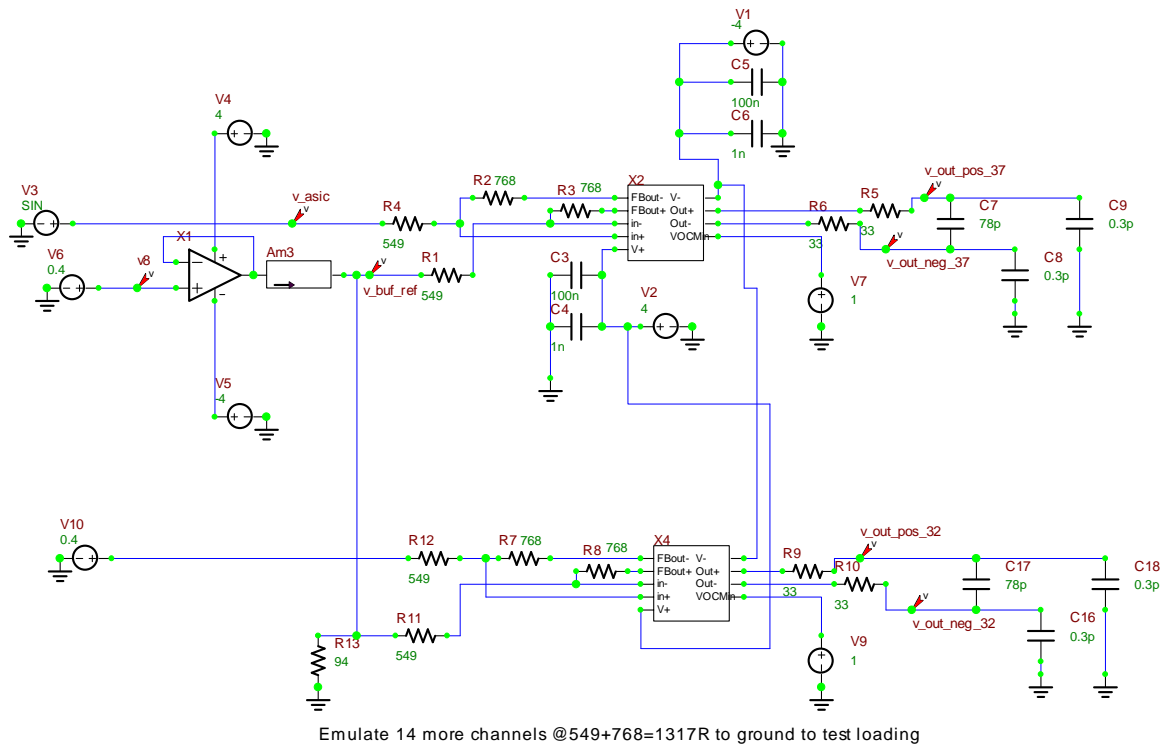 V1
-4
C5
100n
C6
1n
V4
4
V3
SIN
v_asic
R4
549
R2 768
R3 768
X2
FBout-
FBout+
in-
in+
V+
V-
Out+
Out-
VOCMin
v_out_pos_37
R5
33
R6
33
C7
78p
C9
0.3p
v_out_neg_37
C8
0.3p
X1
V6
0.4
v8
Am3
v_buf_ref
R1
549
C3
100n
C4
1n
V2
4
V7
1
V5
-4
V10
0.4
R12
549
R7 768
R8 768
X4
FBout-
FBout+
in-
in+
V+
V-
Out+
Out-
VOCMin
v_out_pos_32
R9
33
R10
33
C17
78p
C18
0.3p
v_out_neg_32
C16
0.3p
R11
549
R13
94
V9
1
Emulate 14 more channels @549+768=1317R to ground to test loading